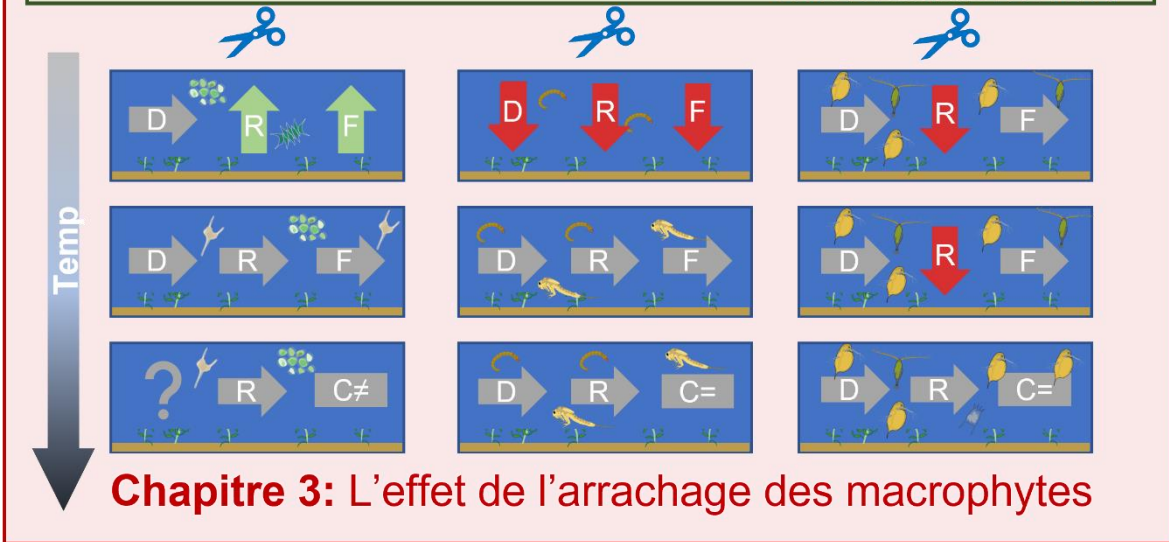 D R F
D R F
D R F
Temp
D R F
D R F
D R F
? R C≠
D R C=
D R C=
Chapitre 3: L'effet de l'arrachage des macrophytes